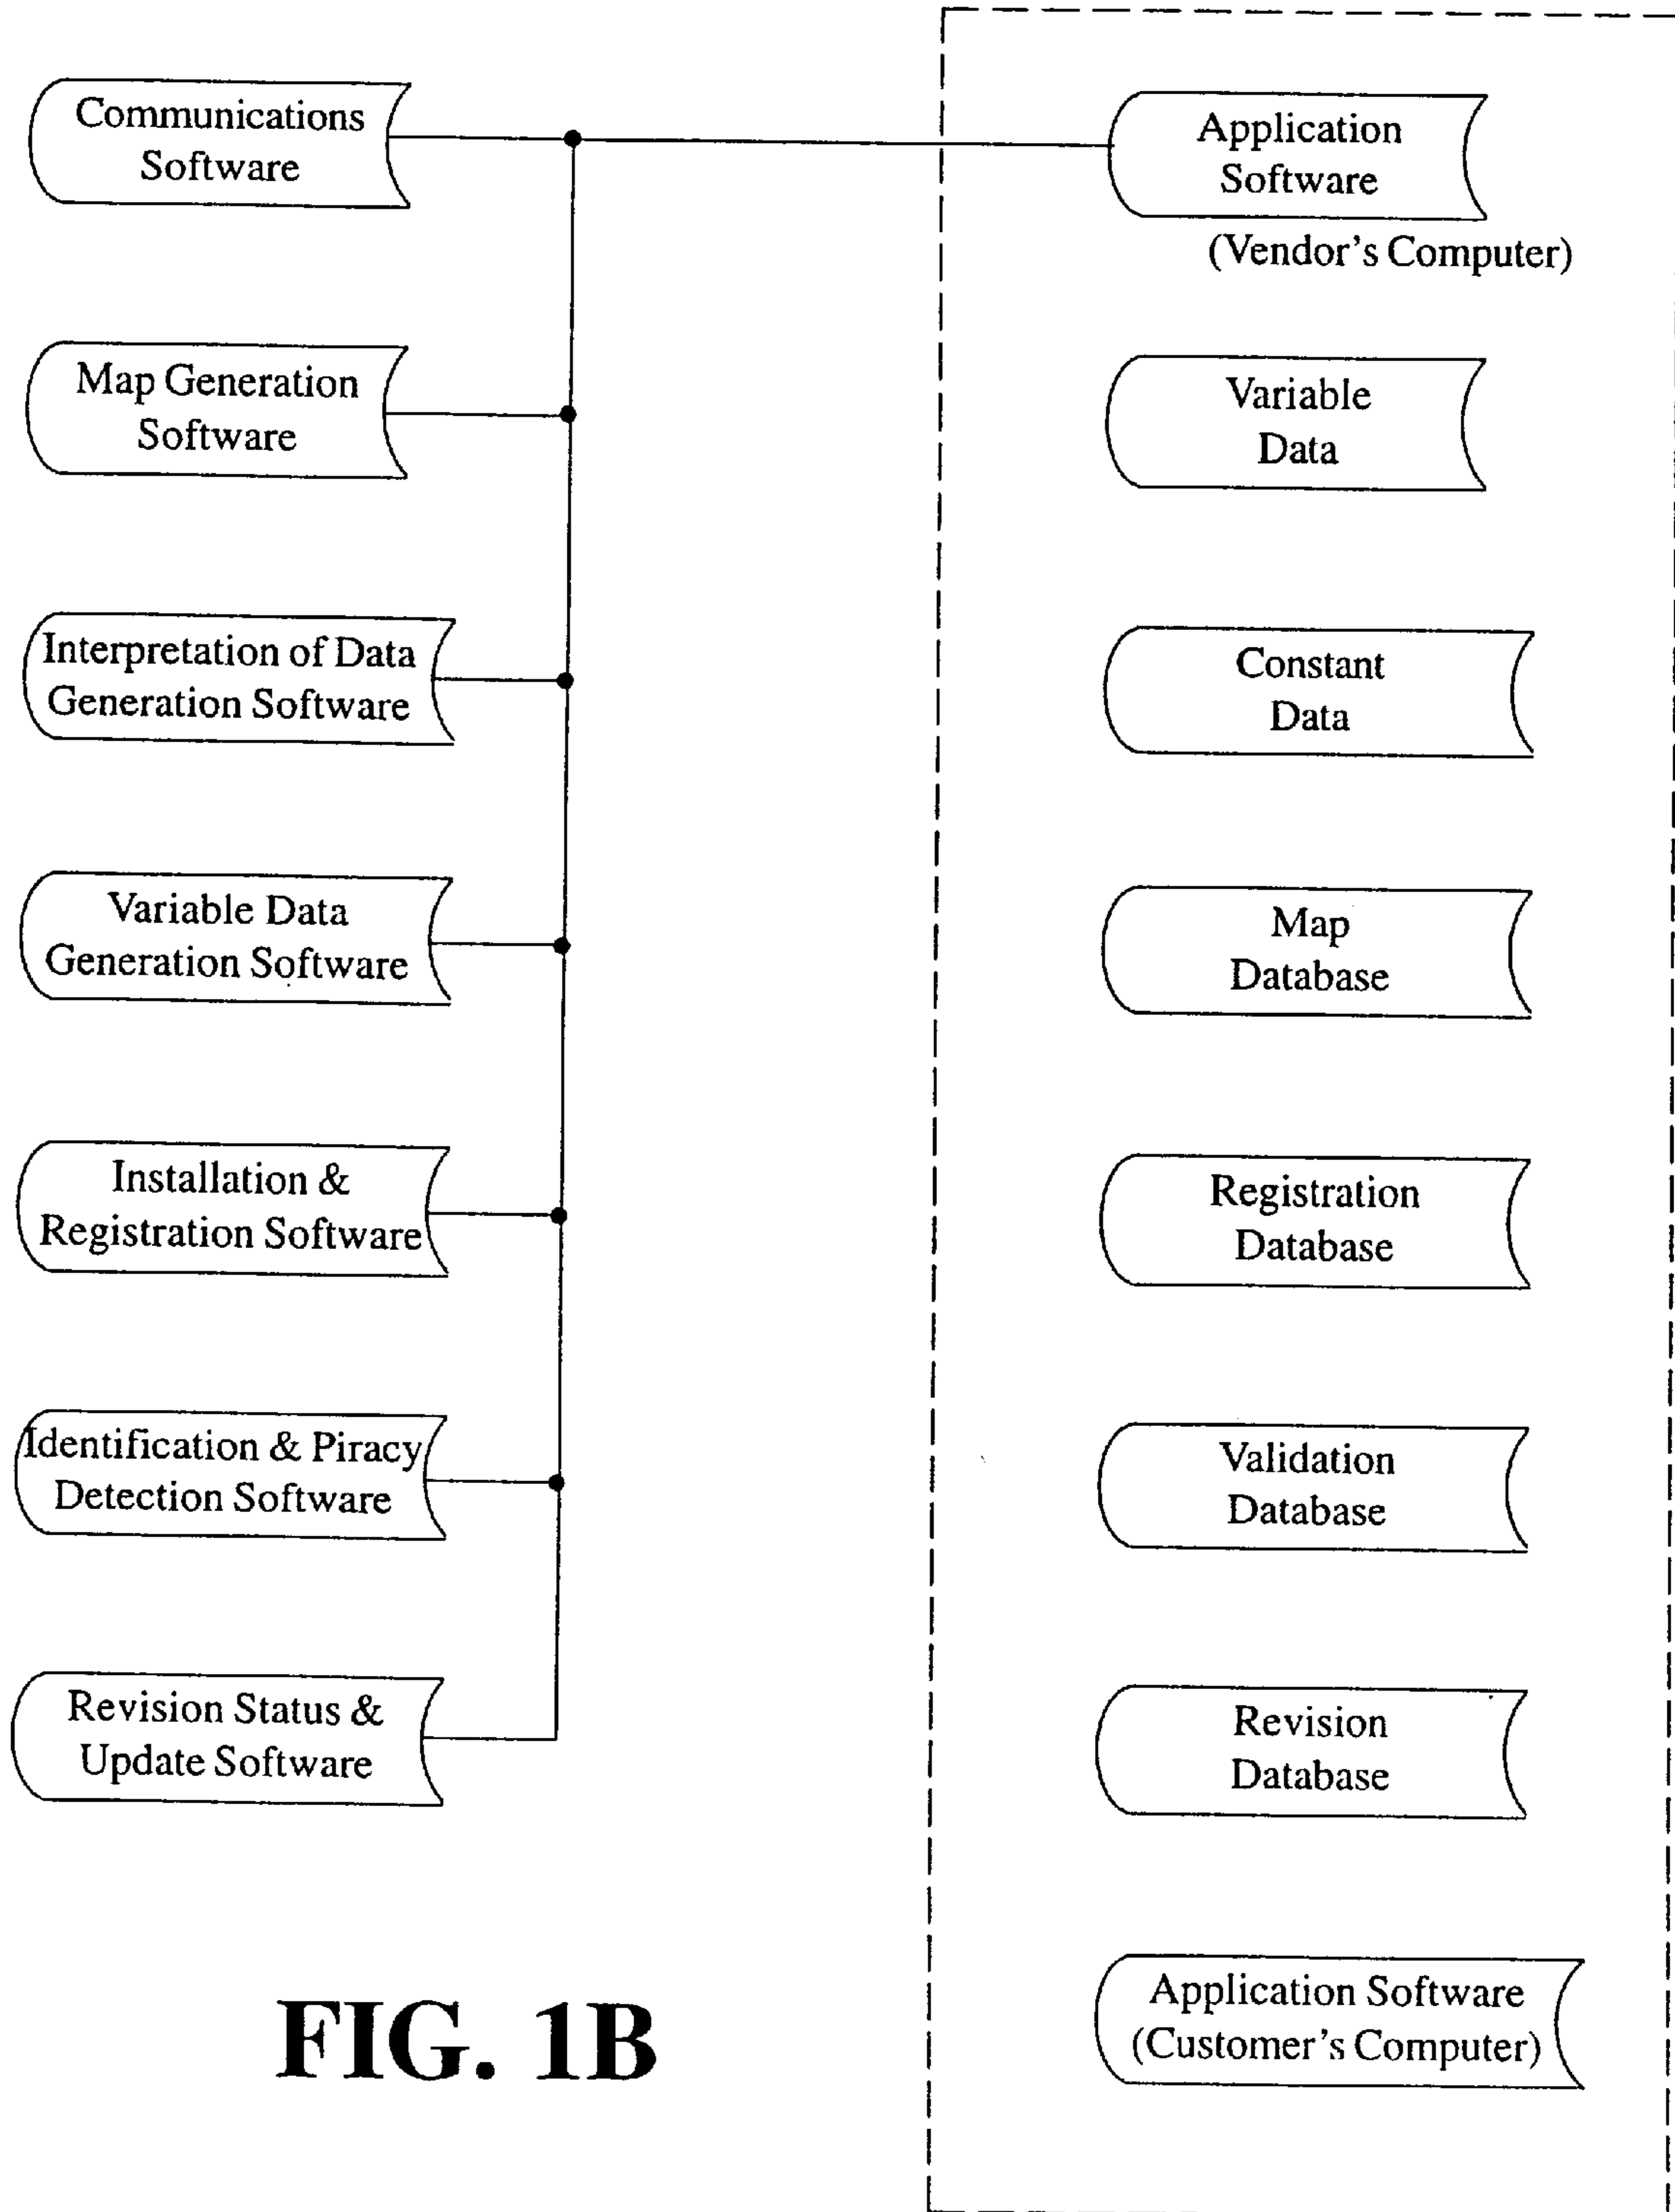 Communications
Software
Map Generation
Software
Interpretation of Data
Generation Software
Variable Data
Generation Software
Installation &
Registration Software
Identification & Piracy
Detection Software
Revision Status &
Update Software
Application
Software
(Vendor's Computer)
Variable
Data
Constant
Data
Map
Database
Registration
Database
Validation
Database
Revision
Database
Application Software
(Customer's Computer)
FIG. 1B